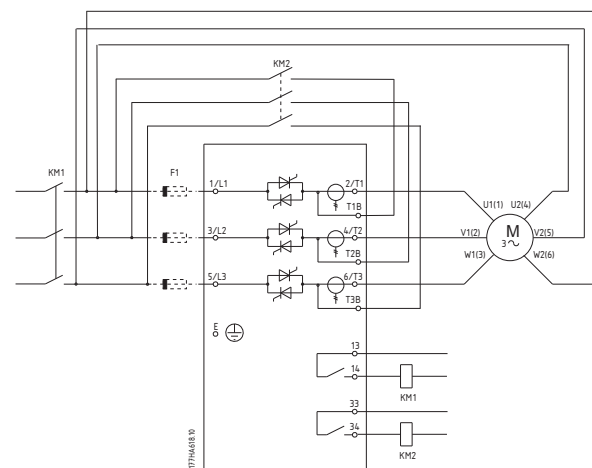 KM2
KM1
F1
1/L1
2/T1
T1B
U1(1)
U2(4)
3/L2
4/T2
T2B
V1(2)
M
3
V2(5)
5/L3
6/T3
T3B
W1(3)
W2(6)
E
13
14
KM1
33
34
KM2
177HA618.10